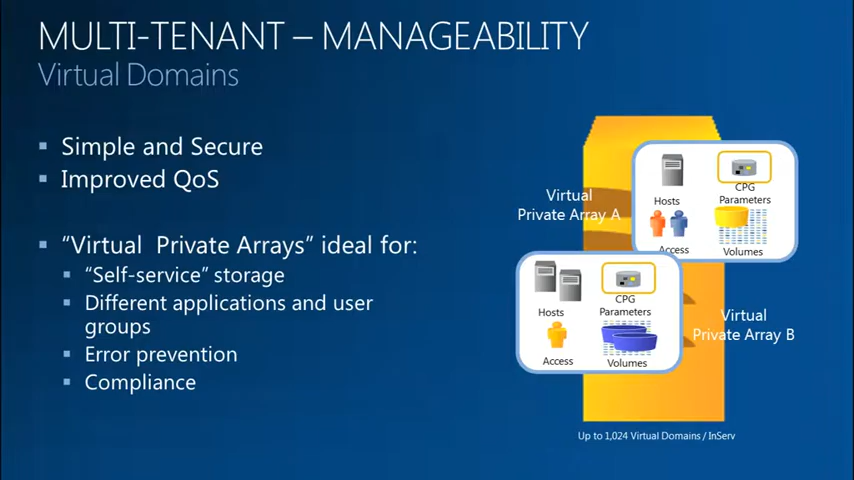 MULTI-TENANT – MANAGEABILITY
Virtual Domains
Simple and Secure
Improved QoS
“Virtual Private Arrays” ideal for:
“Self-service” storage
Different applications and user
groups
Error prevention
Compliance
Virtual
Private Array A
Hosts
CPG
Parameters
Access
Volumes
Hosts
CPG
Parameters
Access
Volumes
Virtual
Private Array B
Up to 1,024 Virtual Domains / InServ